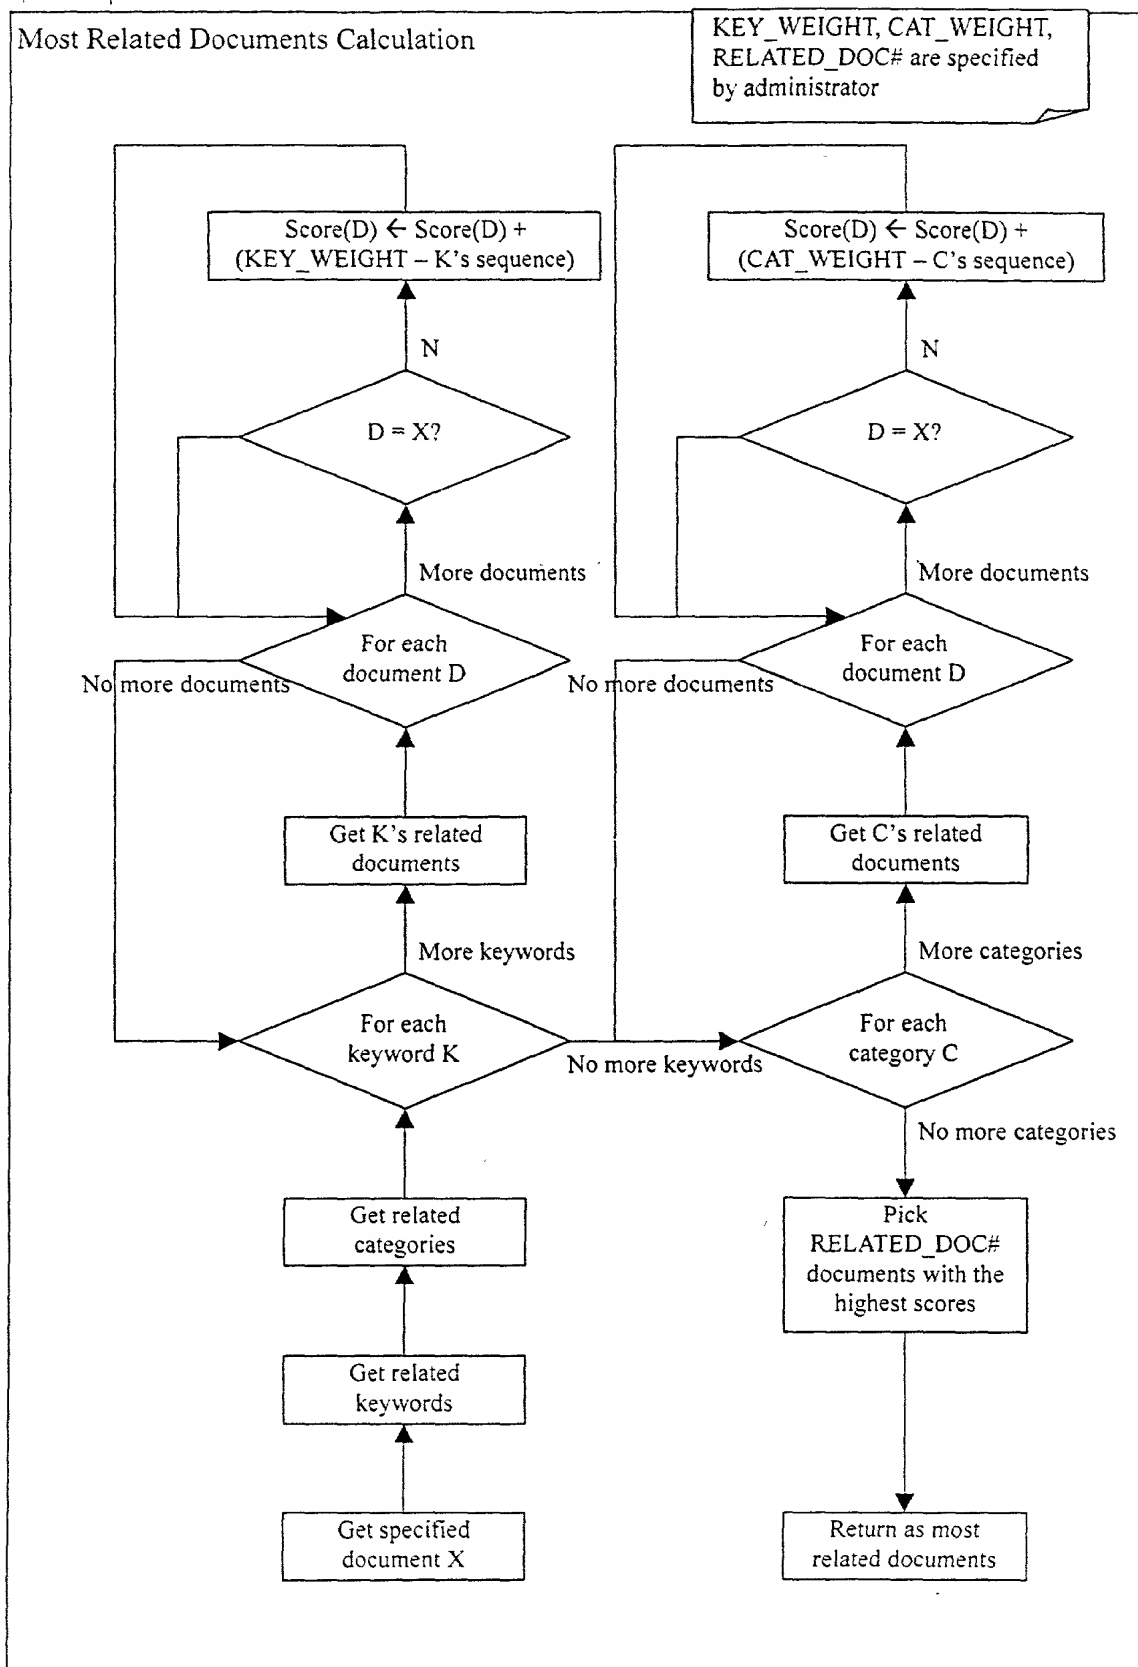 Most Related Documents Calculation
KEY_WEIGHT, CAT_WEIGHT,
RELATED_DOC# are specified
by administrator
Score(D) ← Score(D) +
(KEY_WEIGHT – K's sequence)
Score(D) ← Score(D) +
(CAT_WEIGHT – C's sequence)
N
N
D = X?
D = X?
More documents
More documents
For each
document D
For each
document D
No more documents
No more documents
Get K's related
documents
Get C's related
documents
More keywords
More categories
For each
keyword K
For each
category C
No more keywords
No more categories
Get related
categories
Pick
RELATED_DOC#
documents with the
highest scores
Get related
keywords
Get specified
document X
Return as most
related documents